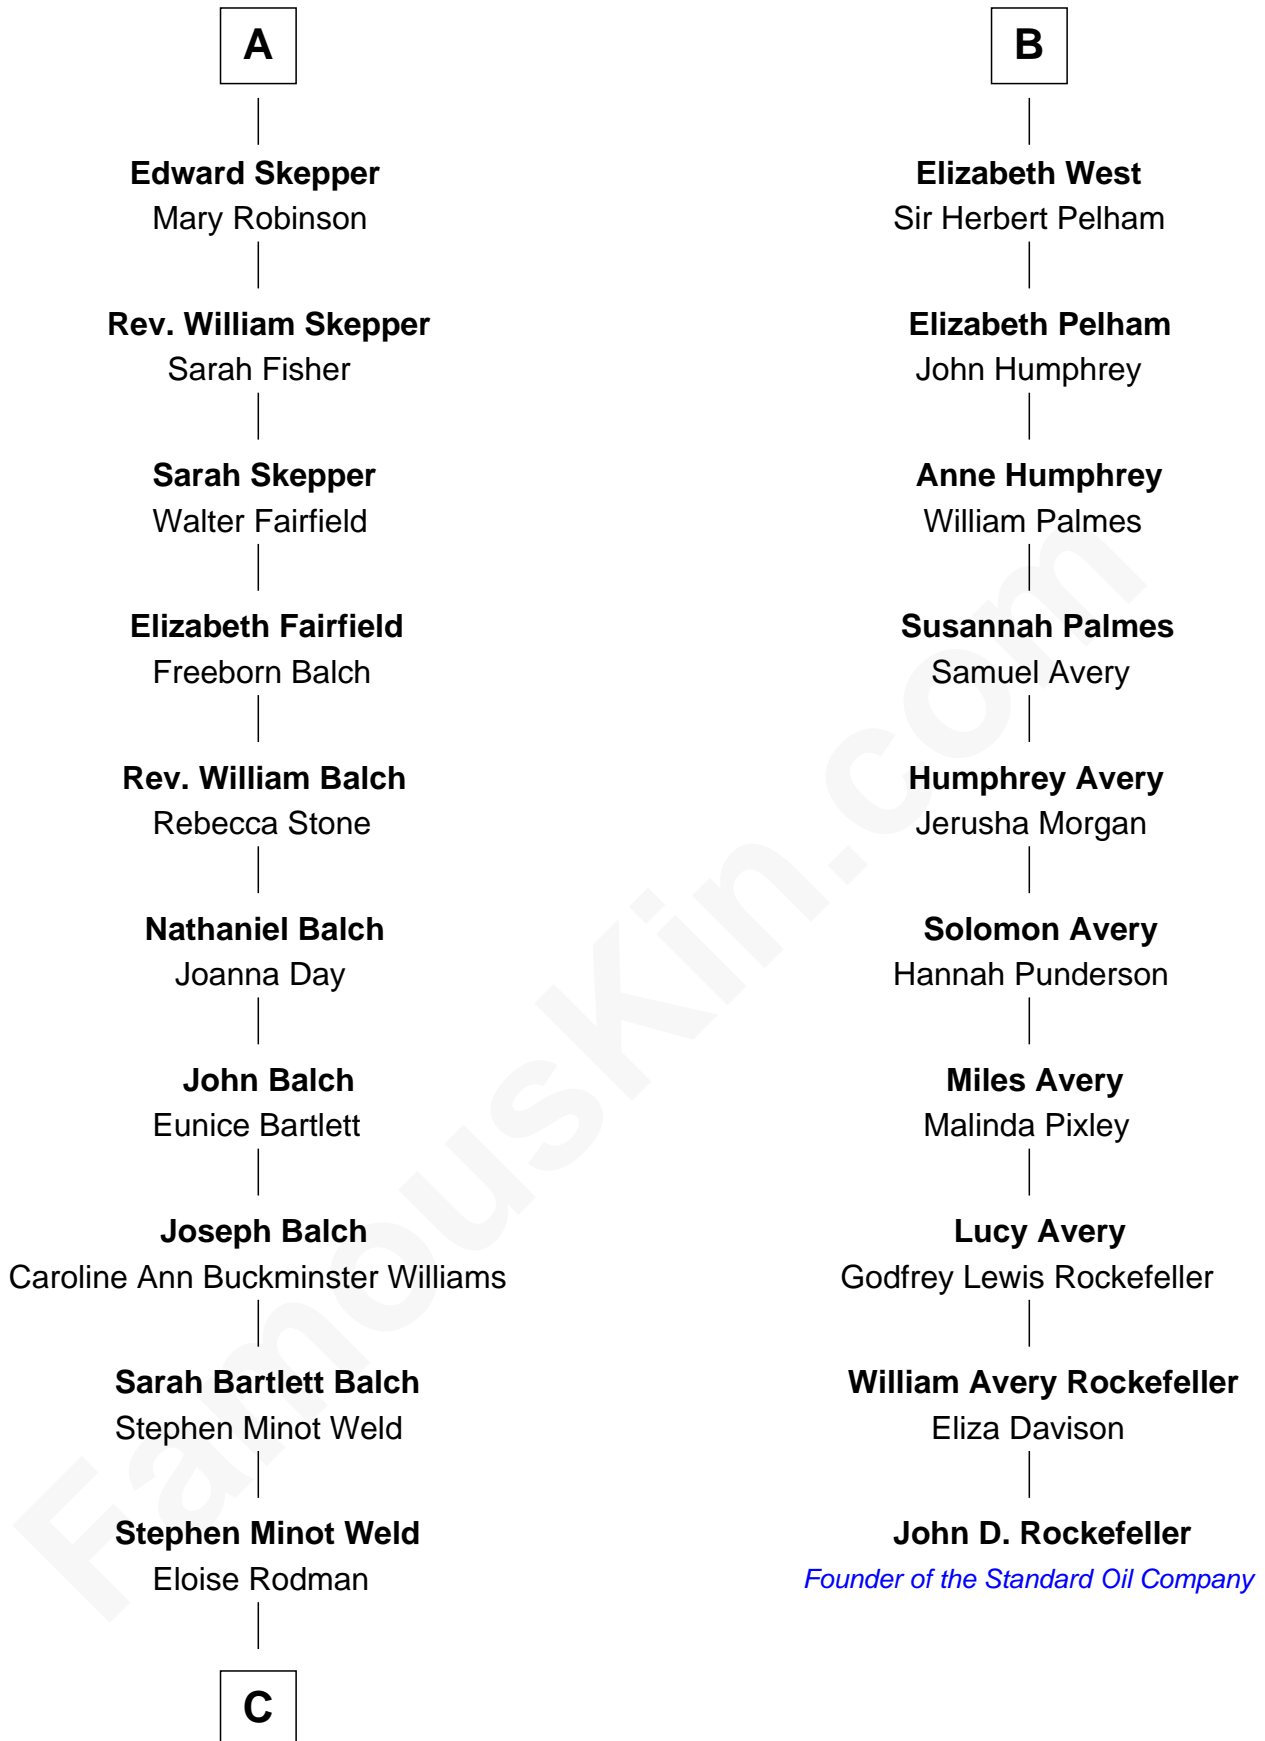 A
Edward Skepper
Mary Robinson
Rev. William Skepper
Sarah Fisher
Sarah Skepper
Walter Fairfield
Elizabeth Fairfield
Freeborn Balch
Rev. William Balch
Rebecca Stone
Nathaniel Balch
Joanna Day
John Balch
Eunice Bartlett
Joseph Balch
Caroline Ann Buckminster Williams
Sarah Bartlett Balch
Stephen Minot Weld
Stephen Minot Weld
Eloise Rodman
C
B
Elizabeth West
Sir Herbert Pelham
Elizabeth Pelham
John Humphrey
Anne Humphrey
William Palmes
Susannah Palmes
Samuel Avery
Humphrey Avery
Jerusha Morgan
Solomon Avery
Hannah Punderson
Miles Avery
Malinda Pixley
Lucy Avery
Godfrey Lewis Rockefeller
William Avery Rockefeller
Eliza Davison
John D. Rockefeller
Founder of the Standard Oil Company
FamousKin.com